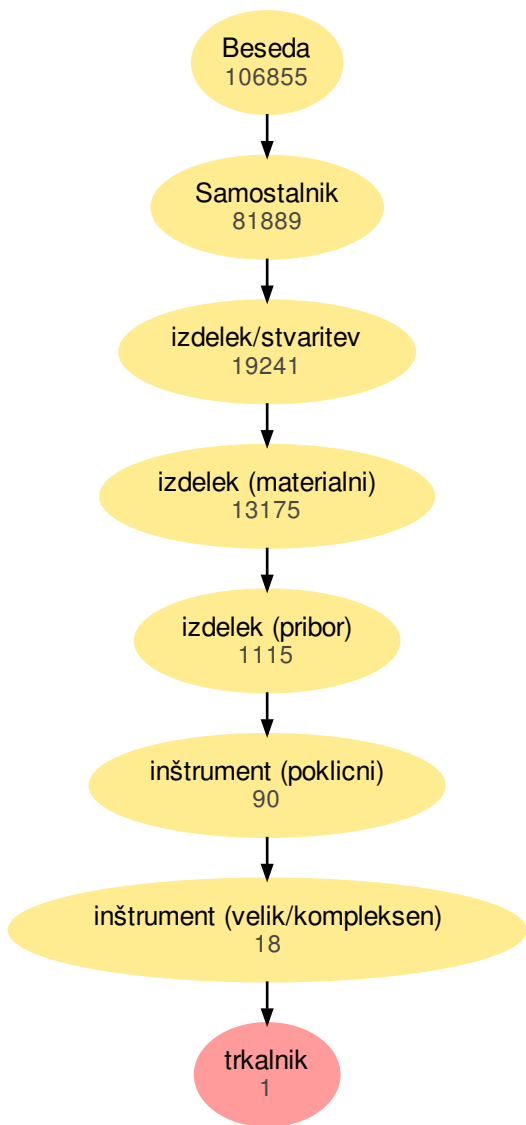 Beseda
106855
Samostalnik
81889
izdelek/stvaritev
19241
izdelek (materialni)
13175
izdelek (pribor)
1115
inštrument (poklicni)
90
inštrument (velik/kompleksen)
18
trkalnik
1